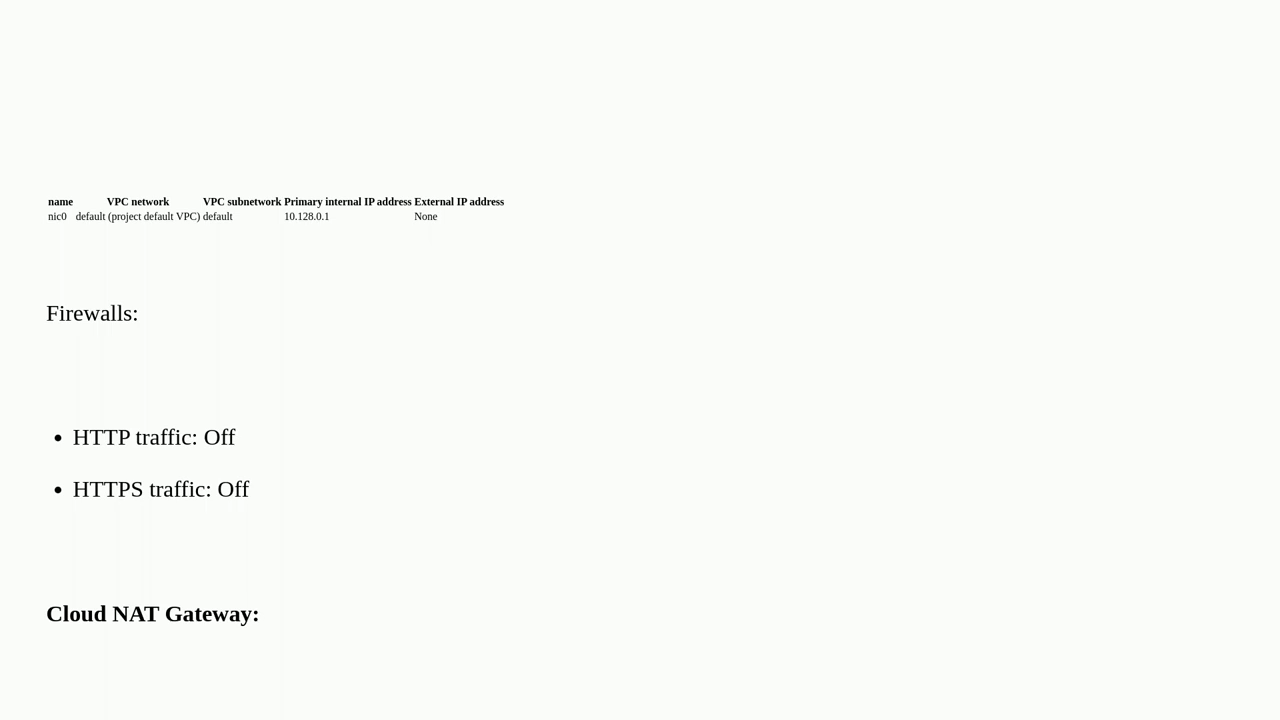 name VPC network VPC subnetwork Primary internal IP address External IP address
nic0 default (project default VPC) default 10.128.0.1 None
Firewalls:
• HTTP traffic: Off
• HTTPS traffic: Off
Cloud NAT Gateway: